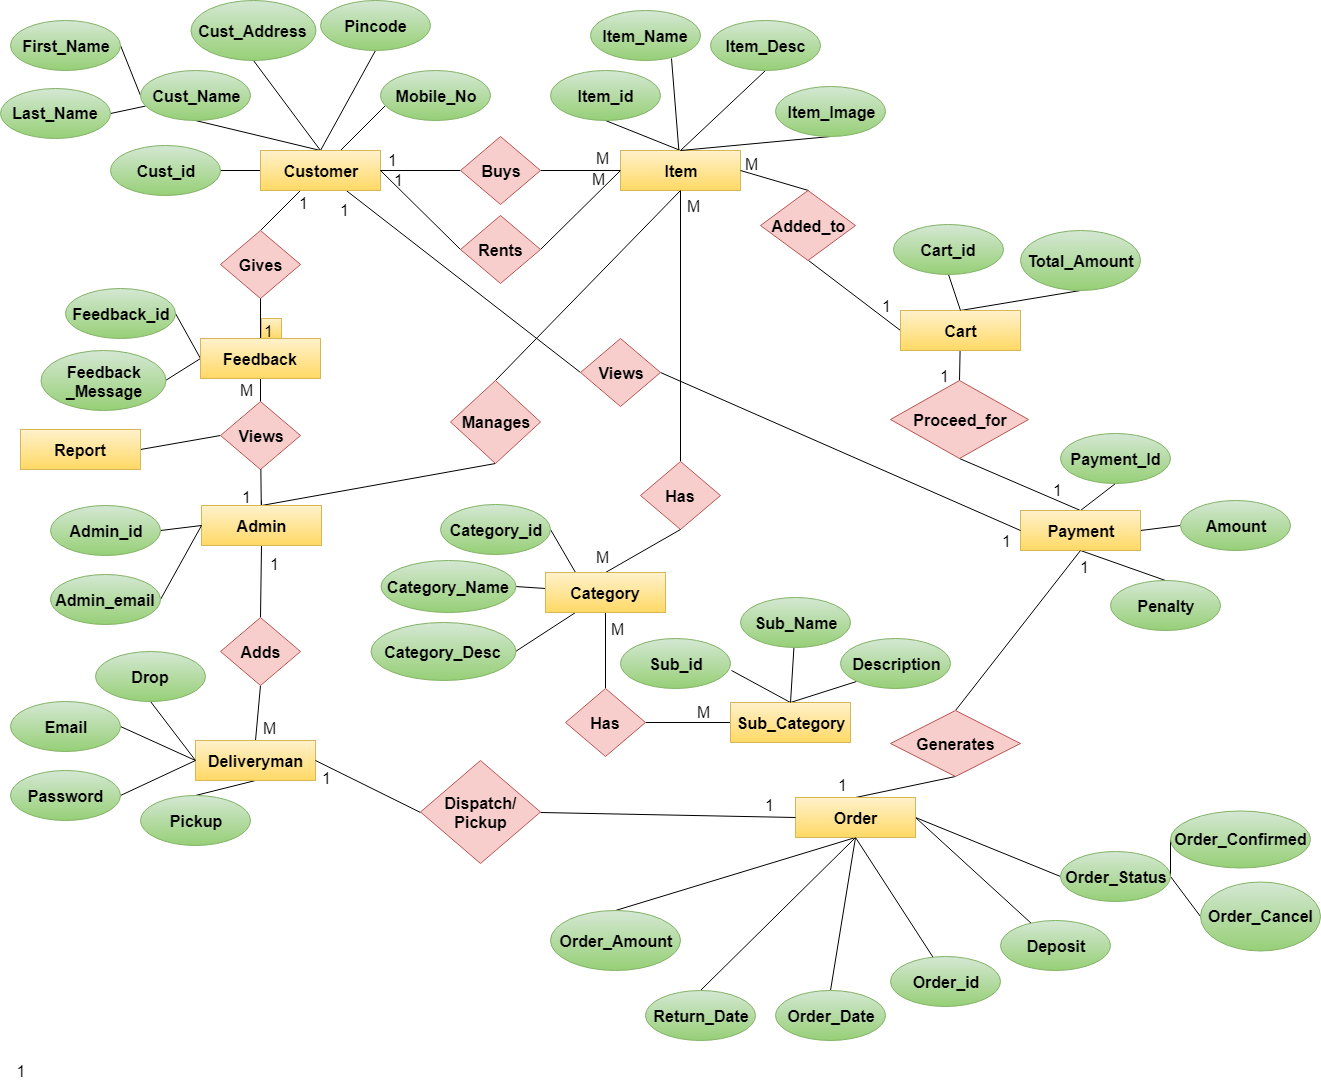 Cust_Address
Pincode
First_Name
Item_Name
Item_Desc
Cust_Name
Mobile_No
Item_id
Last_Name
Item_Image
Cust_id
Customer
1
Buys
M
Item
M
1
M
1
1
M
Gives
Rents
Added_to
Cart_id
Total_Amount
Feedback_id
1
1
Cart
Feedback
Feedback
_Message
M
Views
1
Manages
Proceed_for
Report
Views
Payment_Id
1
Has
1
Admin_id
Admin
Category_id
Payment
Amount
1
1
M
1
Category_Name
Category
Admin_email
Penalty
Sub_Name
M
Adds
Category_Desc
Sub_id
Description
Drop
Email
M
Has
M
Sub_Category
Generates
Deliveryman
1
1
Password
Dispatch/
Pickup
1
Pickup
Order
Order_Confirmed
Order_Status
Order_Cancel
Order_Amount
Deposit
Order_id
Return_Date
Order_Date
1